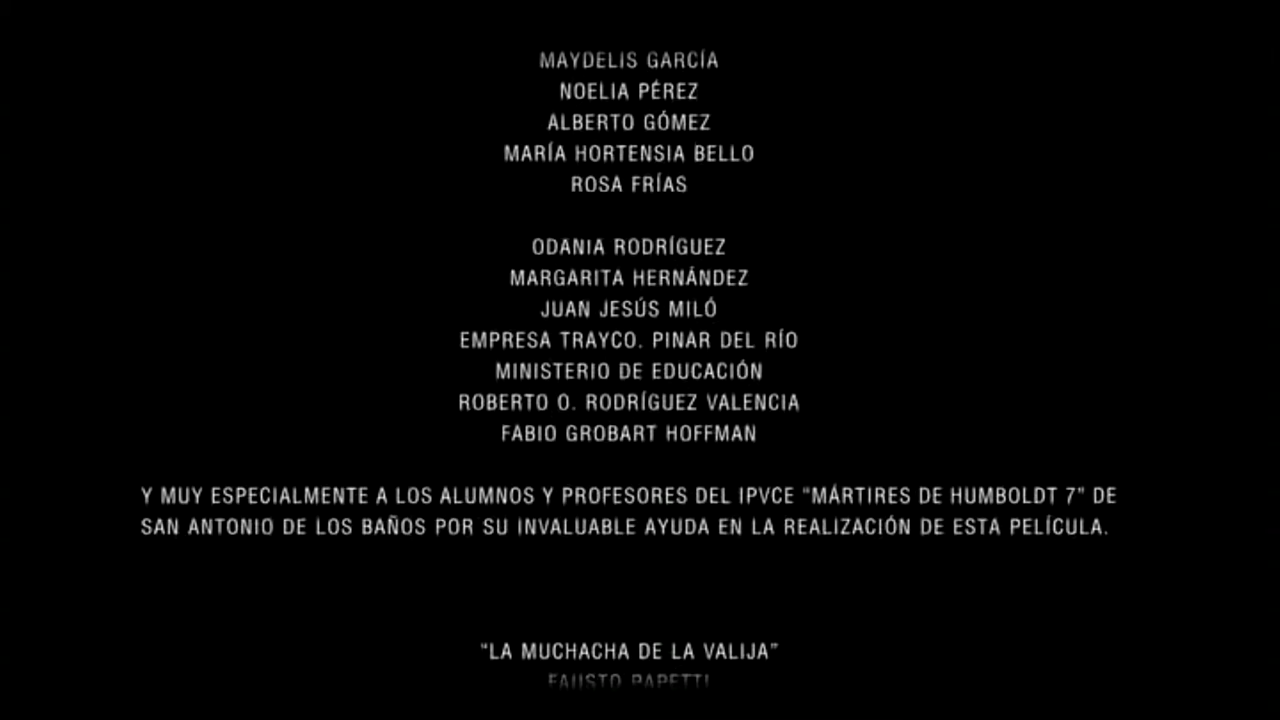 MAYDELIS GARCÍA
NOELIA PÉREZ
ALBERTO GÓMEZ
MARÍA HORTENSIA BELLO
ROSA FRÍAS
ODANIA RODRÍGUEZ
MARGARITA HERNÁNDEZ
JUAN JESÚS MILÓ
EMPRESA TRAYCO. PINAR DEL RÍO
MINISTERIO DE EDUCACIÓN
ROBERTO O. RODRÍGUEZ VALENCIA
FABIO GROBART HOFFMAN
Y MUY ESPECIALMENTE A LOS ALUMNOS Y PROFESORES DEL IPVCE “MÁRTIRES DE HUMBOLDT 7” DE
SAN ANTONIO DE LOS BAÑOS POR SU INVALUABLE AYUDA EN LA REALIZACIÓN DE ESTA PELÍCULA.
“LA MUCHACHA DE LA VALIJA”
FAUSTO PAPETTI